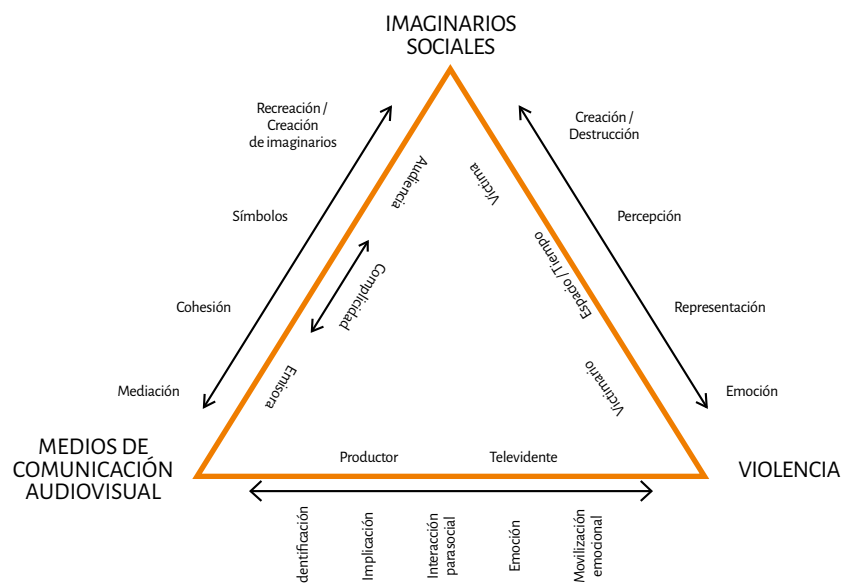 IMAGINARIOS
SOCIALES
Recreación /
Creación
de imaginarios
Creación /
Destrucción
Audiencia
Víctima
Símbolos
Percepción
Espacio / Tiempo
Complicidad
Cohesión
Representación
Emisora
Victimario
Mediación
Emoción
MEDIOS DE
COMUNICACIÓN
AUDIOVISUAL
Productor
Televidente
VIOLENCIA
dentificación
Implicación
Interacción
parasocial
Emoción
Movilización
emocional